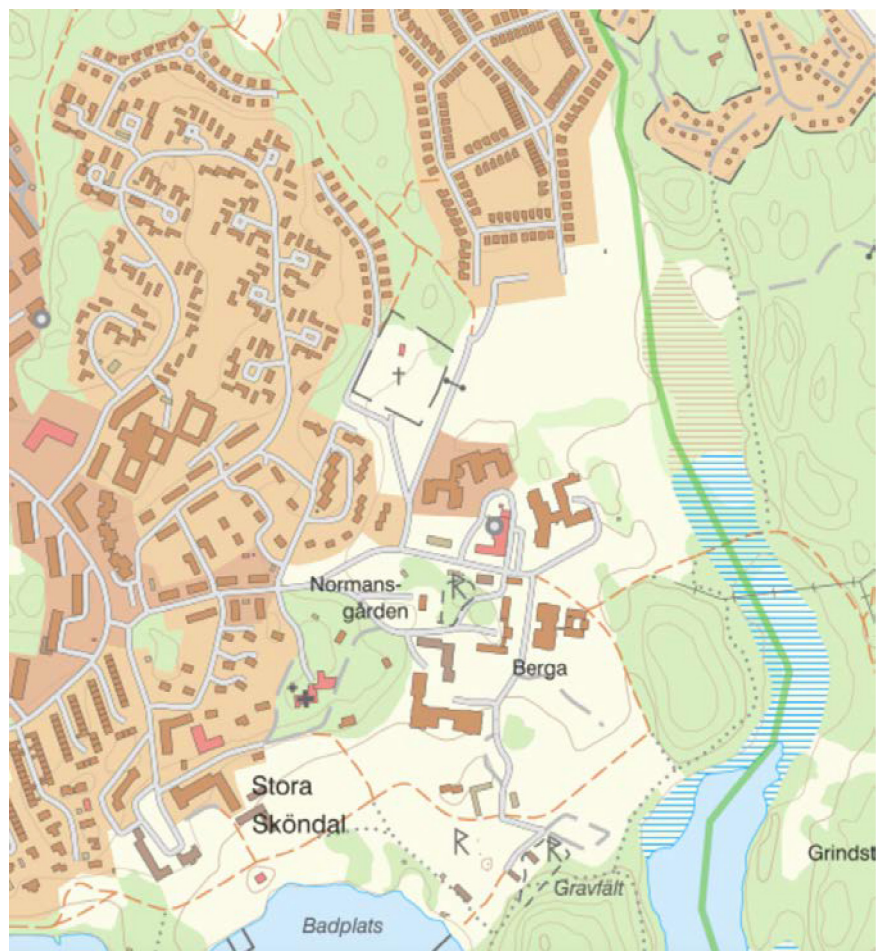 Normans-
gården
Berga
Stora
Sköndal
Grindst
Gravfält
Badplats